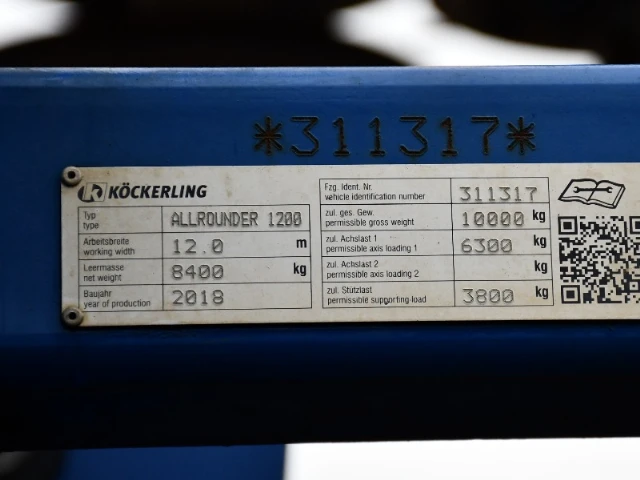 *311317*
KÖCKERLING
Typ
type
ALLROUNDER 1200
Arbeitsbreite
working width
12.0 m
Leermasse
net weight
8400 kg
Baujahr
year of production
2018
Fzg. Ident. Nr.
vehicle identification number
311317
zul. ges. Gew.
permissible gross weight
10000 kg
zul. Achslast 1
permissible axis loading 1
6300 kg
zul. Achslast 2
permissible axis loading 2
kg
zul. Stützlast
permissible supporting load
3800 kg